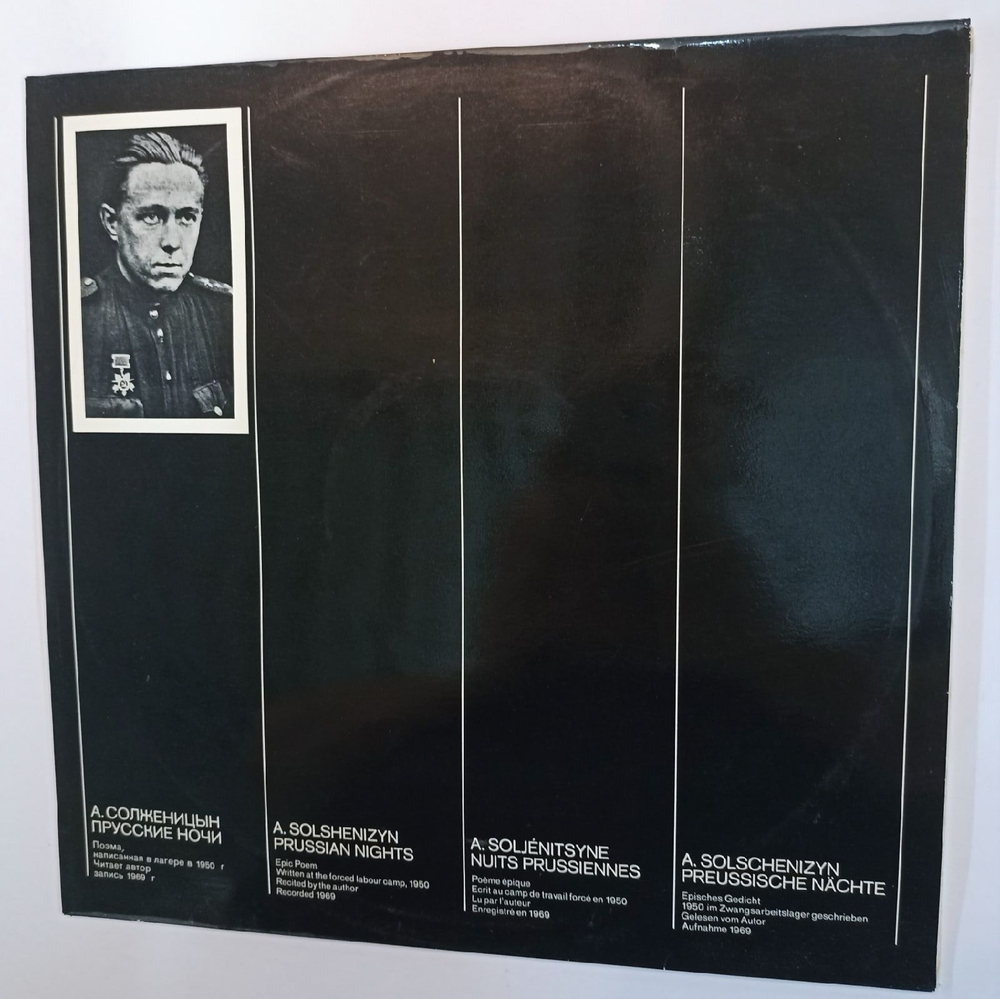 А. СОЛЖЕНИЦЫН
ПРУССКИЕ НОЧИ
Поэма,
написанная в лагере в 1950 г
Читает автор
запись 1969 г
A. SOLSHENIZYN
PRUSSIAN NIGHTS
Epic Poem
Written at the forced labour camp, 1950
Recited by the author
Recorded 1969
A. SOLJÉNITSYNE
NUITS PRUSSIENNES
Poème épique
Ecrit au camp de travail forcé en 1950
Lu par l'auteur
Enregistré en 1969
A. SOLSCHENIZYN
PREUSSISCHE NÄCHTE
Episches Gedicht
1950 im Zwangsarbeitslager geschrieben
Gelesen vom Autor
Aufnahme 1969